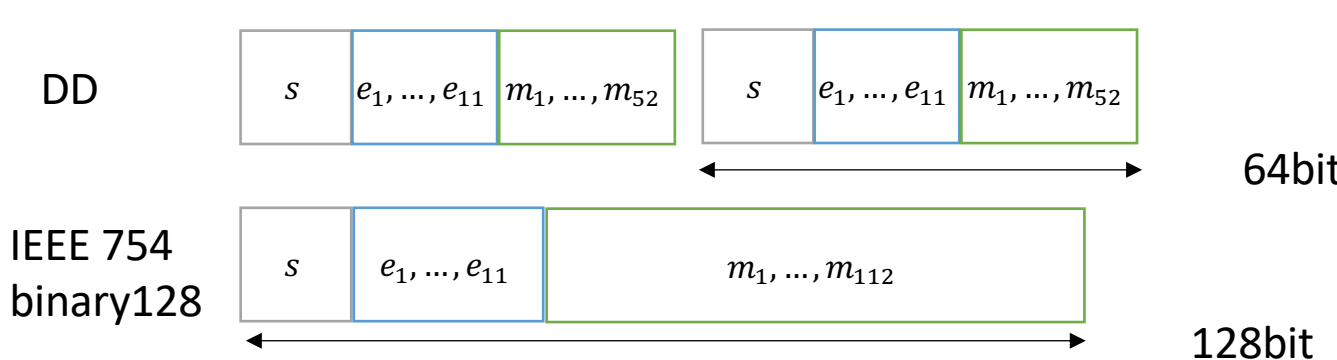 DD s e₁, …, e₁₁ m₁, …, m₅₂ s e₁, …, e₁₁ m₁, …, m₅₂
64bit
IEEE 754
binary128 s e₁, …, e₁₁ m₁, …, m₁₁₂
128bit